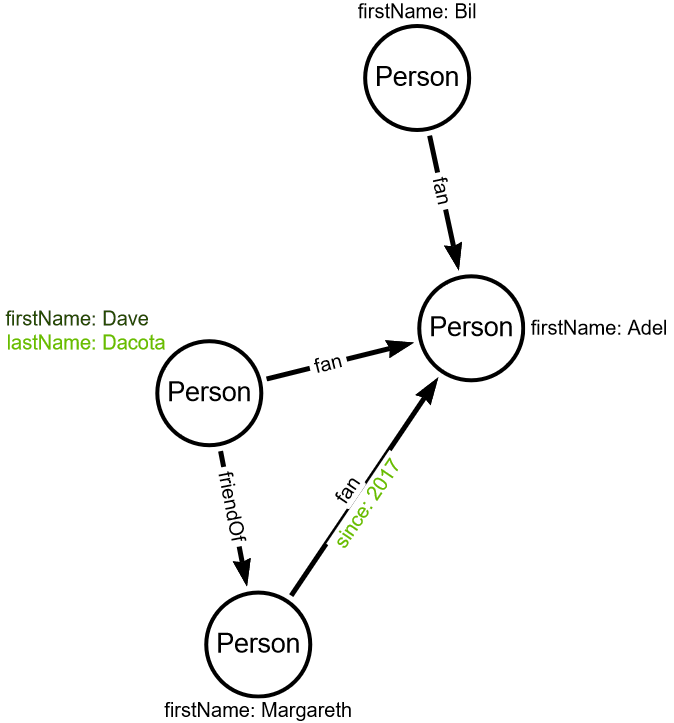 firstName: Bil
Person
fan
Person
firstName: Adel
firstName: Dave
lastName: Dacota
Person
fan
friendOf
fan
since: 2017
Person
firstName: Margareth